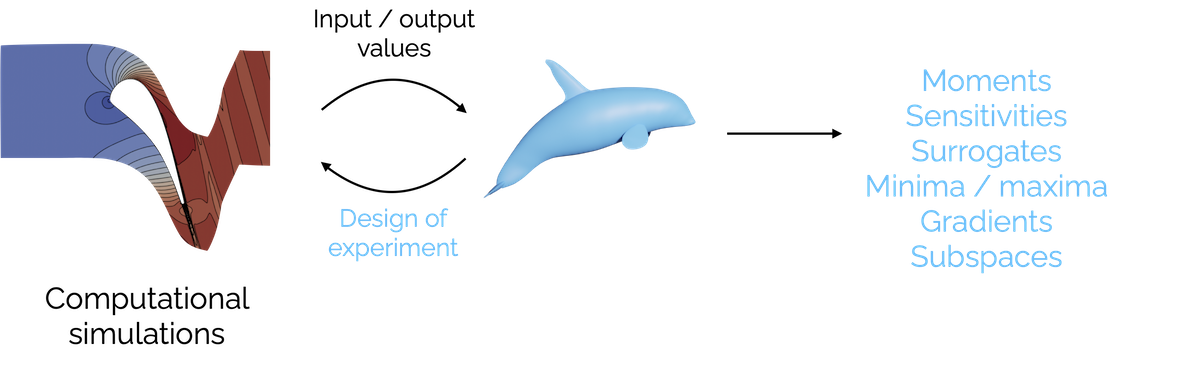 Input / output
values
Design of
experiment
Computational
simulations
Moments
Sensitivities
Surrogates
Minima / maxima
Gradients
Subspaces